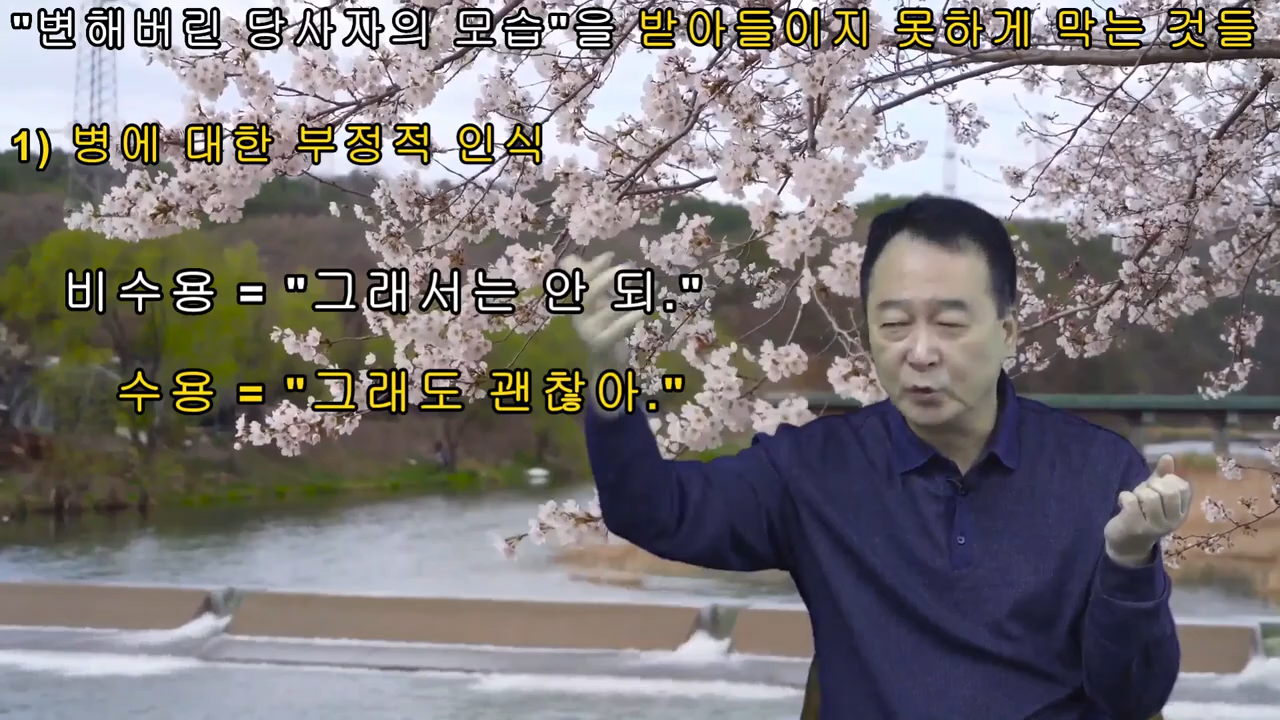 "변해버린 당사자의 모습"을 받아들이지 못하게 막는 것들
1) 병에 대한 부정적 인식
비수용 = "그래서는 안 되."
수용 = "그래도 괜찮아."